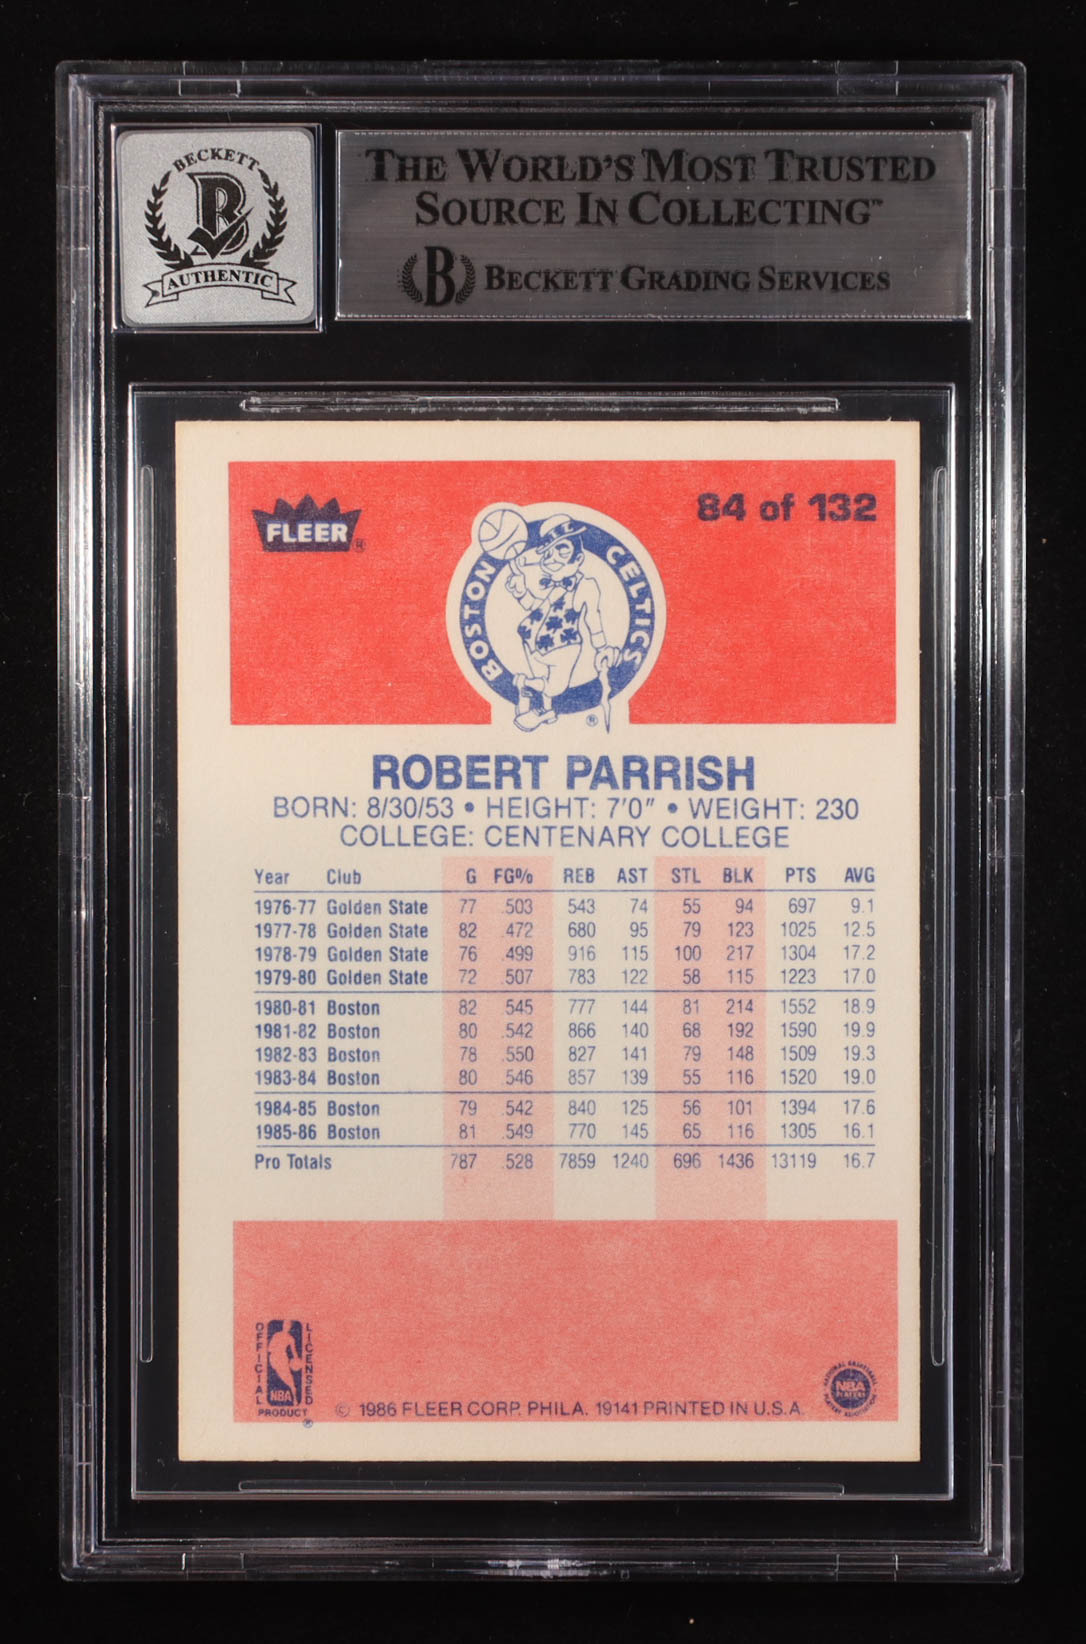 BECKETT
B
AUTHENTIC
THE WORLD'S MOST TRUSTED
SOURCE IN COLLECTING™
B BECKETT GRADING SERVICES
FLEER ®
84 of 132
BOSTON CELTICS
®
ROBERT PARRISH
BORN: 8/30/53 • HEIGHT: 7'0" • WEIGHT: 230
COLLEGE: CENTENARY COLLEGE
Year Club G FG% REB AST STL BLK PTS AVG
1976-77 Golden State 77 .503 543 74 55 94 697 9.1
1977-78 Golden State 82 .472 680 95 79 123 1025 12.5
1978-79 Golden State 76 .499 916 115 100 217 1304 17.2
1979-80 Golden State 72 .507 783 122 58 115 1223 17.0
1980-81 Boston 82 .545 777 144 81 214 1552 18.9
1981-82 Boston 80 .542 866 140 68 192 1590 19.9
1982-83 Boston 78 .550 827 141 79 148 1509 19.3
1983-84 Boston 80 .546 857 139 55 116 1520 19.0
1984-85 Boston 79 .542 840 125 56 101 1394 17.6
1985-86 Boston 81 .549 770 145 65 116 1305 16.1
Pro Totals 787 .528 7859 1240 696 1436 13119 16.7
OFFICIAL LICENSED
NBA
PRODUCT ®
© 1986 FLEER CORP. PHILA. 19141 PRINTED IN U.S.A.
NATIONAL BASKETBALL
NBA
PLAYERS
PLAYERS ASSOCIATION